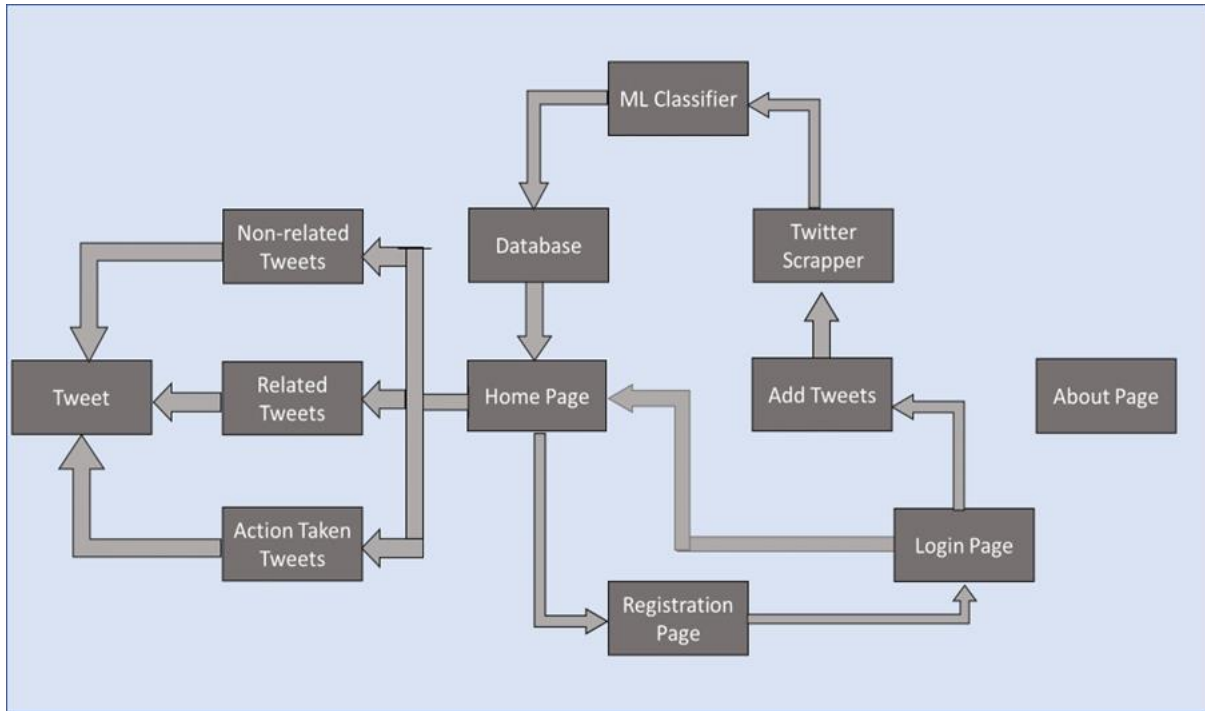 ML Classifier
Non-related
Tweets
Database
Twitter
Scrapper
Tweet
Related
Tweets
Home Page
Add Tweets
About Page
Action Taken
Tweets
Login Page
Registration
Page